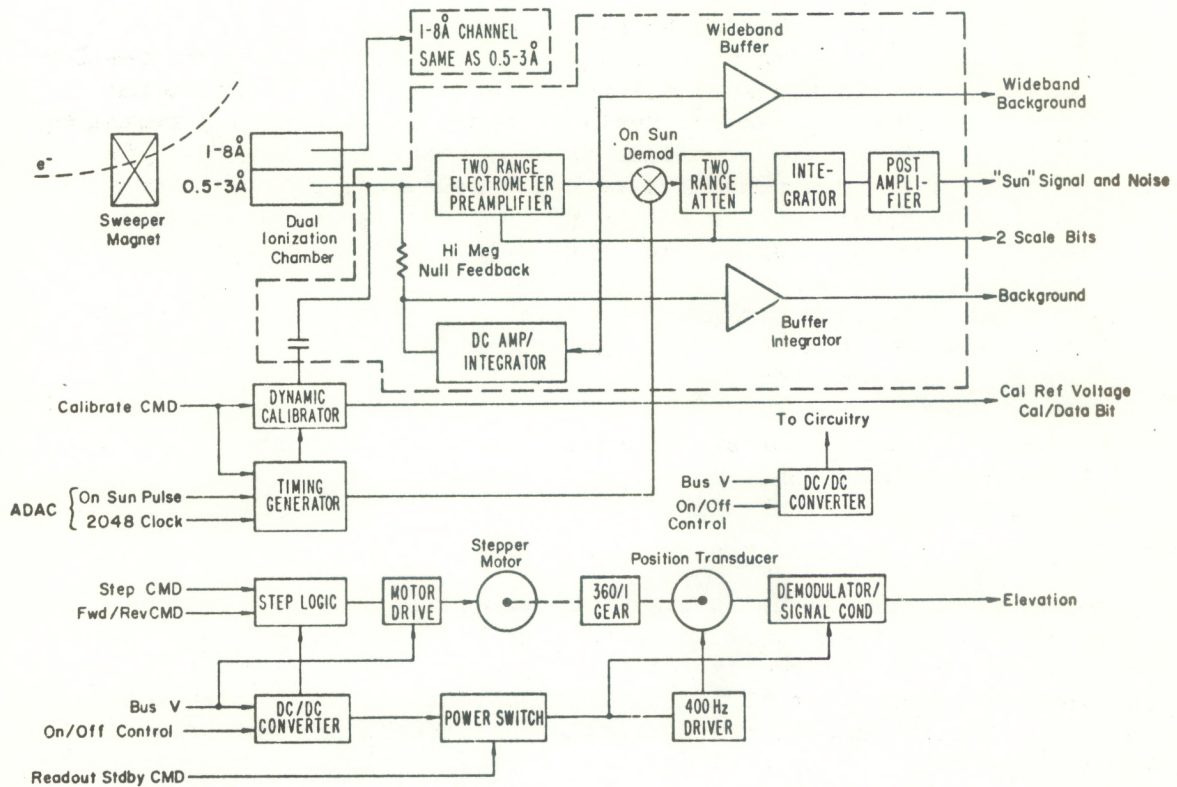 1-8Å CHANNEL
SAME AS 0.5-3Å
Wideband
Buffer
Wideband
Background
e-
1-8Å
0.5-3Å
Sweeper
Magnet
Dual
Ionization
Chamber
TWO RANGE
ELECTROMETER
PREAMPLIFIER
On Sun
Demod
TWO
RANGE
ATTEN
INTE-
GRATOR
POST
AMPLI-
FIER
"Sun" Signal and Noise
2 Scale Bits
Hi Meg
Null Feedback
Background
Buffer
Integrator
DC AMP/
INTEGRATOR
Calibrate CMD
DYNAMIC
CALIBRATOR
Cal Ref Voltage
Cal/Data Bit
To Circuitry
ADAC
On Sun Pulse
2048 Clock
TIMING
GENERATOR
Bus V
On/Off
Control
DC/DC
CONVERTER
Step CMD
Fwd/RevCMD
STEP LOGIC
MOTOR
DRIVE
Stepper
Motor
360/1
GEAR
Position Transducer
DEMODULATOR/
SIGNAL COND
Elevation
Bus V
On/Off Control
DC/DC
CONVERTER
POWER SWITCH
400 Hz
DRIVER
Readout Stdby CMD